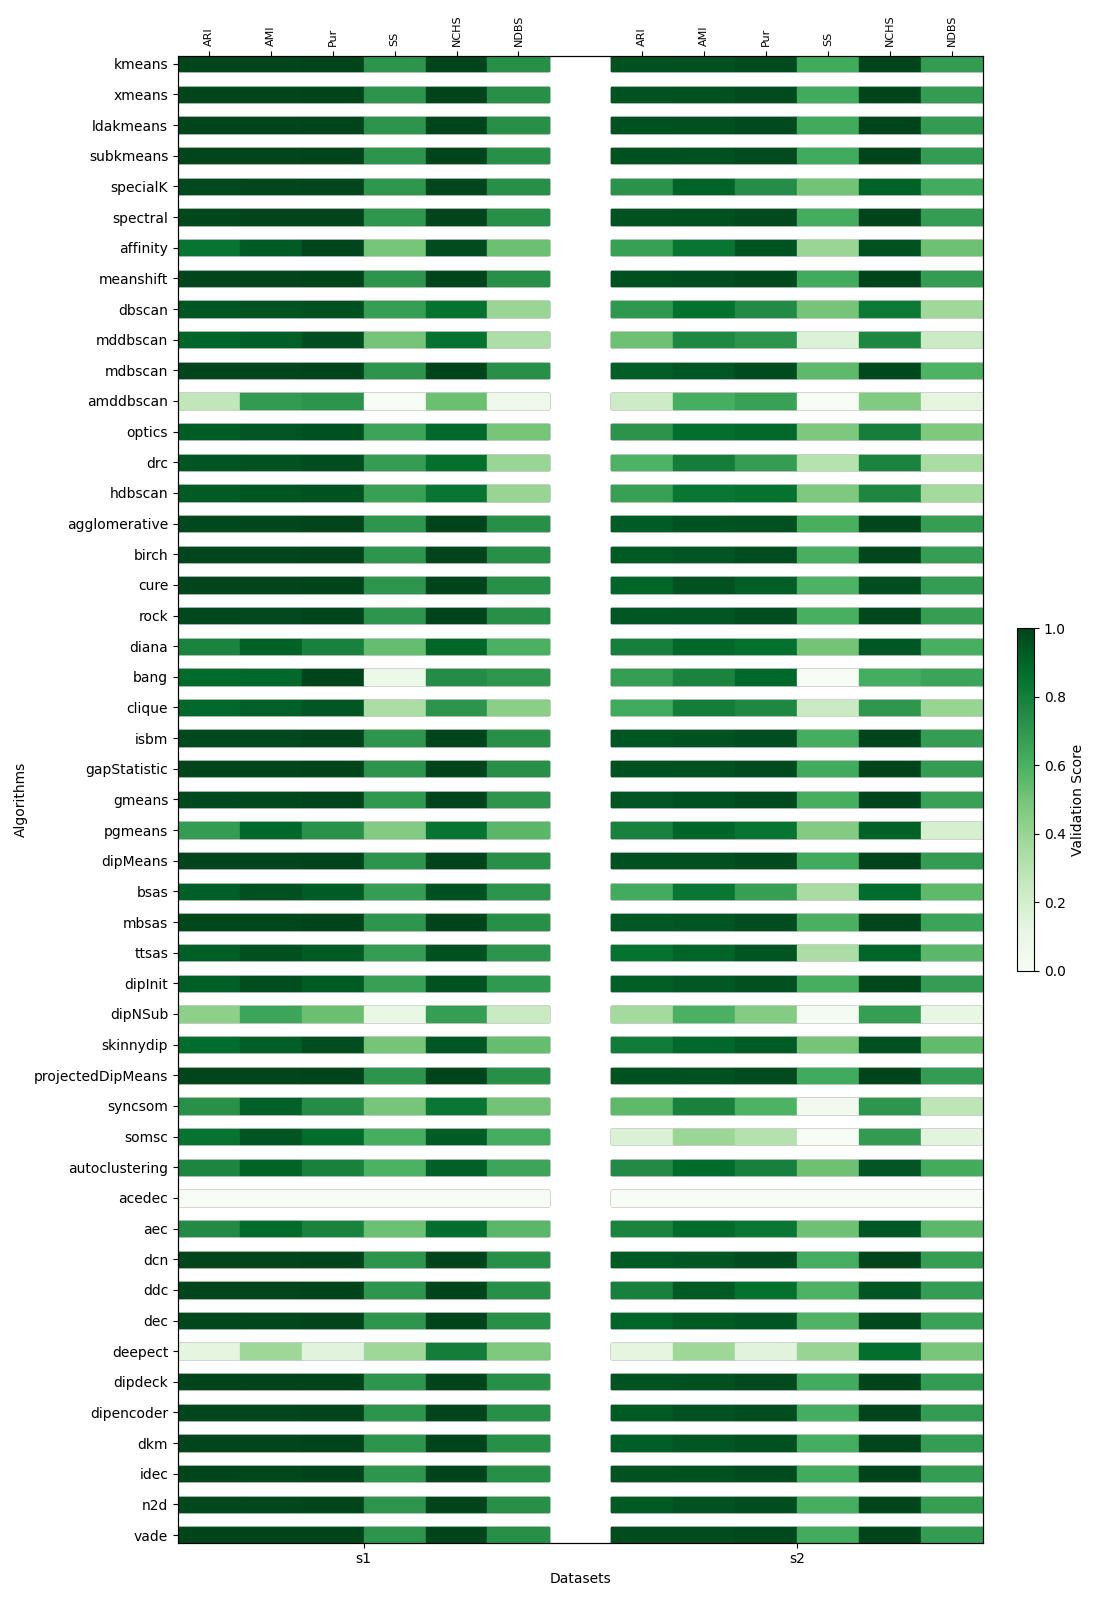 ARI AMI Pur SS NCHS NDBS ARI AMI Pur SS NCHS NDBS
kmeans
xmeans
ldakmeans
subkmeans
specialK
spectral
affinity
meanshift
dbscan
mddbscan
mdbscan
amddbscan
optics
drc
hdbscan
agglomerative
birch
cure
rock
diana
bang
clique
isbm
gapStatistic
gmeans
pgmeans
dipMeans
bsas
mbsas
ttsas
dipInit
dipNSub
skinnydip
projectedDipMeans
syncsom
somsc
autoclustering
acedec
aec
dcn
ddc
dec
deepect
dipdeck
dipencoder
dkm
idec
n2d
vade
Algorithms
s1 s2
Datasets
1.0
0.8
0.6
0.4
0.2
0.0
Validation Score